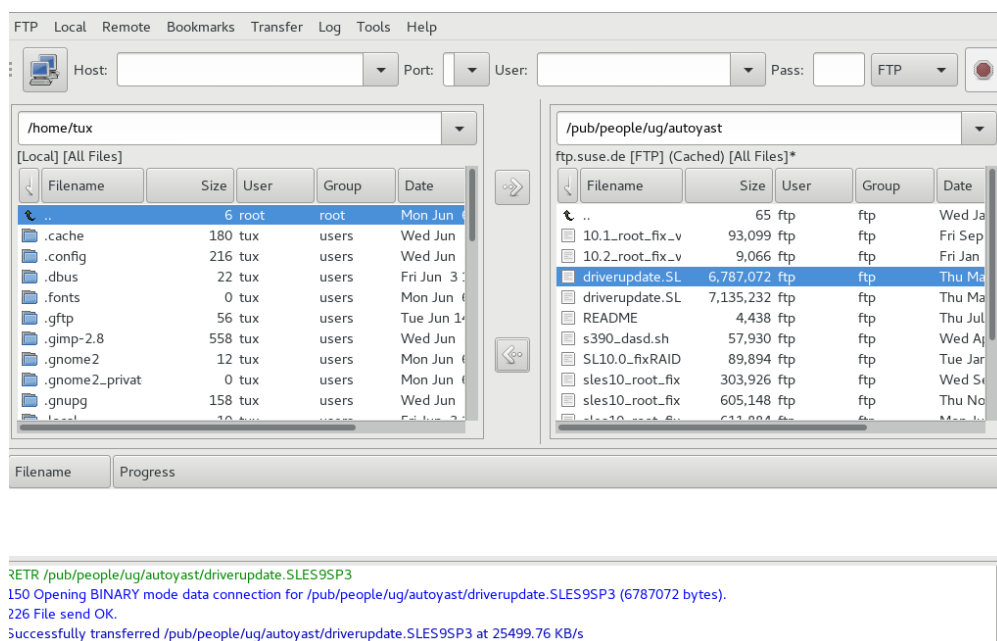 FTP Local Remote Bookmarks Transfer Log Tools Help
Host: Port: User: Pass: FTP
/home/tux
[Local] [All Files]
Filename Size User Group Date
.. 6 root root Mon Jun
.cache 180 tux users Wed Jun
.config 216 tux users Wed Jun
.dbus 22 tux users Fri Jun 3
.fonts 0 tux users Mon Jun
.gftp 56 tux users Tue Jun 14
.gimp-2.8 558 tux users Wed Jun
.gnome2 12 tux users Mon Jun
.gnome2_privat 0 tux users Mon Jun
.gnupg 158 tux users Wed Jun
/pub/people/ug/autoyast
ftp.suse.de [FTP] (Cached) [All Files]*
Filename Size User Group Date
.. 65 ftp ftp Wed Ja
10.1_root_fix_v 93,099 ftp ftp Fri Sep
10.2_root_fix_v 9,066 ftp ftp Fri Jan
driverupdate.SL 6,787,072 ftp ftp Thu Ma
driverupdate.SL 7,135,232 ftp ftp Thu Ma
README 4,438 ftp ftp Thu Jul
s390_dasd.sh 57,930 ftp ftp Wed Ap
SL10.0_fixRAID 89,894 ftp ftp Tue Jan
sles10_root_fix 303,926 ftp ftp Wed Se
sles10_root_fix 605,148 ftp ftp Thu No
Filename Progress
RETR /pub/people/ug/autoyast/driverupdate.SLES9SP3
150 Opening BINARY mode data connection for /pub/people/ug/autoyast/driverupdate.SLES9SP3 (6787072 bytes).
226 File send OK.
Successfully transferred /pub/people/ug/autoyast/driverupdate.SLES9SP3 at 25499.76 KB/s